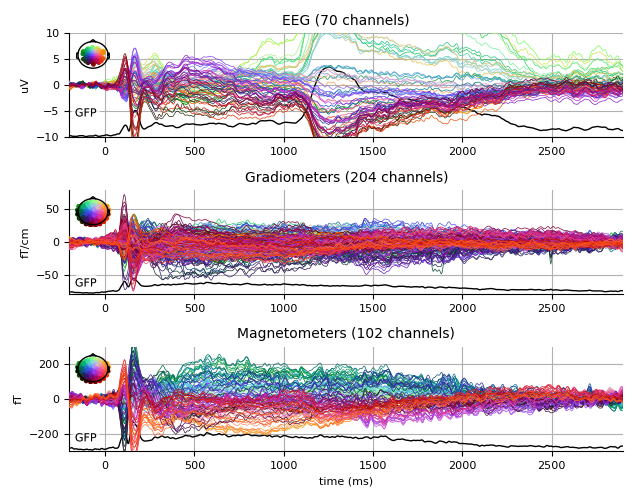 EEG (70 channels)
10
5
0
−5
−10
uV
GFP
0 500 1000 1500 2000 2500
Gradiometers (204 channels)
50
0
−50
fT/cm
GFP
0 500 1000 1500 2000 2500
Magnetometers (102 channels)
200
0
−200
fT
GFP
0 500 1000 1500 2000 2500
time (ms)